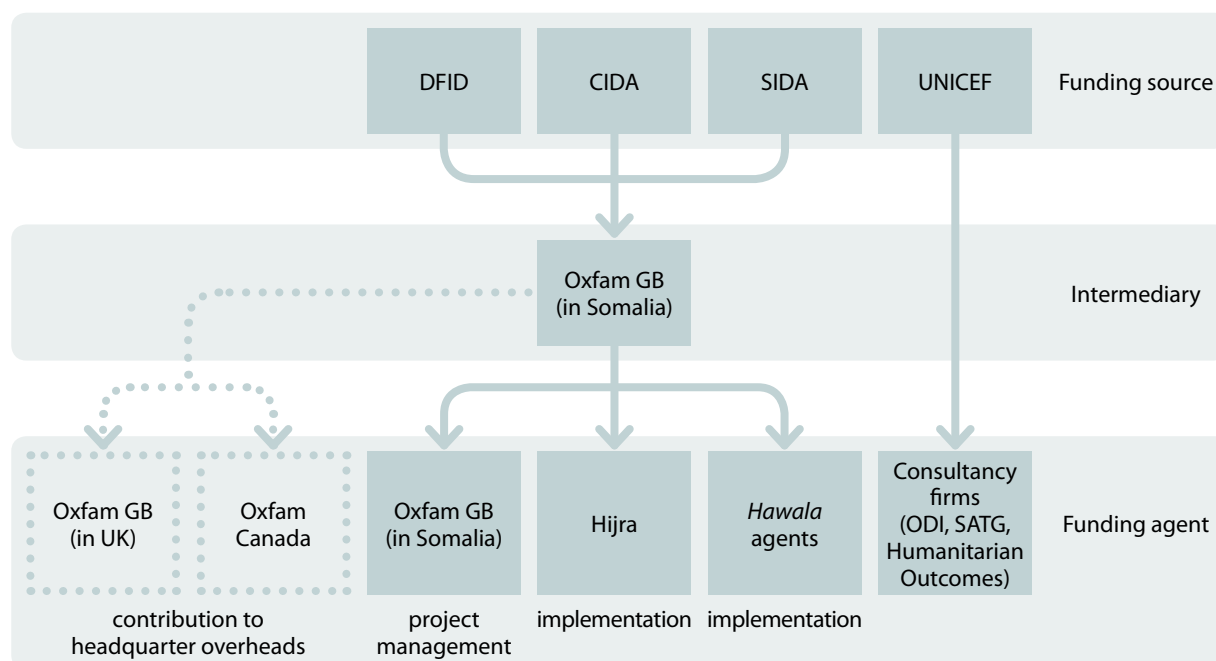 DFID
CIDA
SIDA
UNICEF
Funding source
Oxfam GB
(in Somalia)
Intermediary
Oxfam GB
(in UK)
Oxfam
Canada
Oxfam GB
(in Somalia)
Hijra
Hawala
agents
Consultancy
firms
(ODI, SATG,
Humanitarian
Outcomes)
Funding agent
contribution to
headquarter overheads
project
management
implementation
implementation